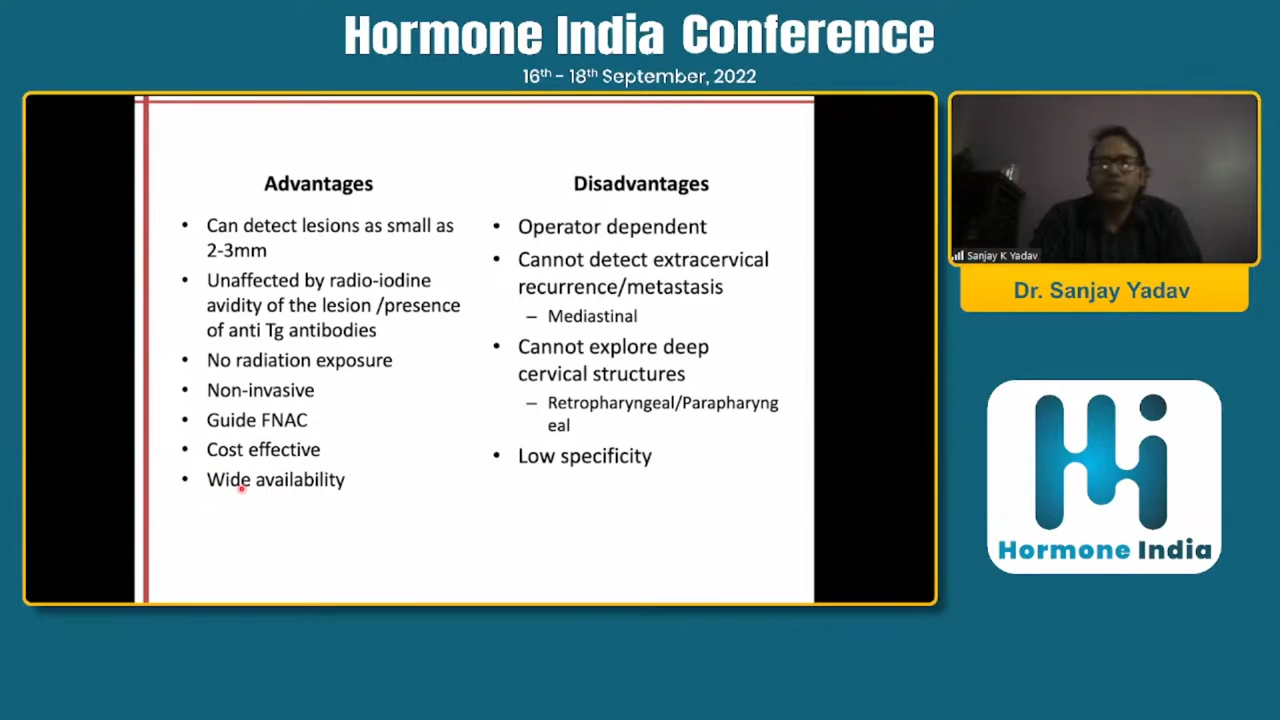 Hormone India Conference
16th - 18th September, 2022
Advantages
• Can detect lesions as small as
2-3mm
• Unaffected by radio-iodine
avidity of the lesion /presence
of anti Tg antibodies
• No radiation exposure
• Non-invasive
• Guide FNAC
• Cost effective
• Wide availability
Disadvantages
• Operator dependent
• Cannot detect extracervical
recurrence/metastasis
– Mediastinal
• Cannot explore deep
cervical structures
– Retropharyngeal/Parapharyng
eal
• Low specificity
Sanjay K Yadav
Dr. Sanjay Yadav
Hi
Hormone India